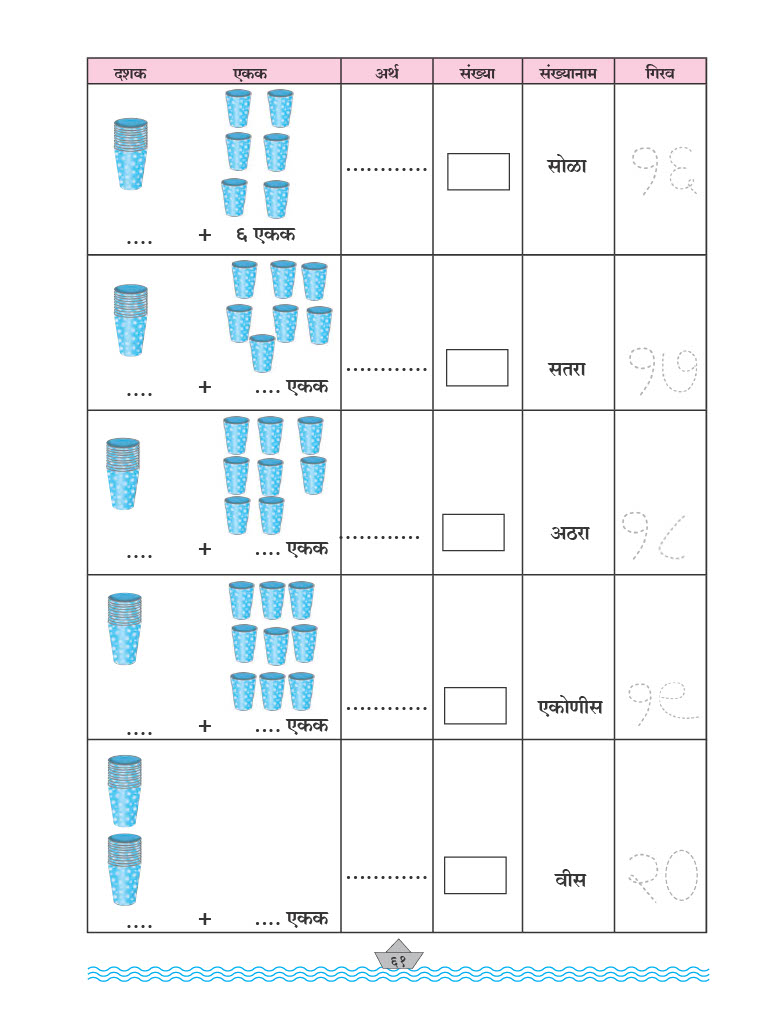 दशक एकक अर्थ संख्या संख्यानाम गिरव
........... सोळा १६
.... + ६ एकक
........... सतरा १७
.... + .... एकक
........... अठरा १८
.... + .... एकक
........... एकोणीस १९
.... + .... एकक
........... वीस २०
.... + .... एकक
६१